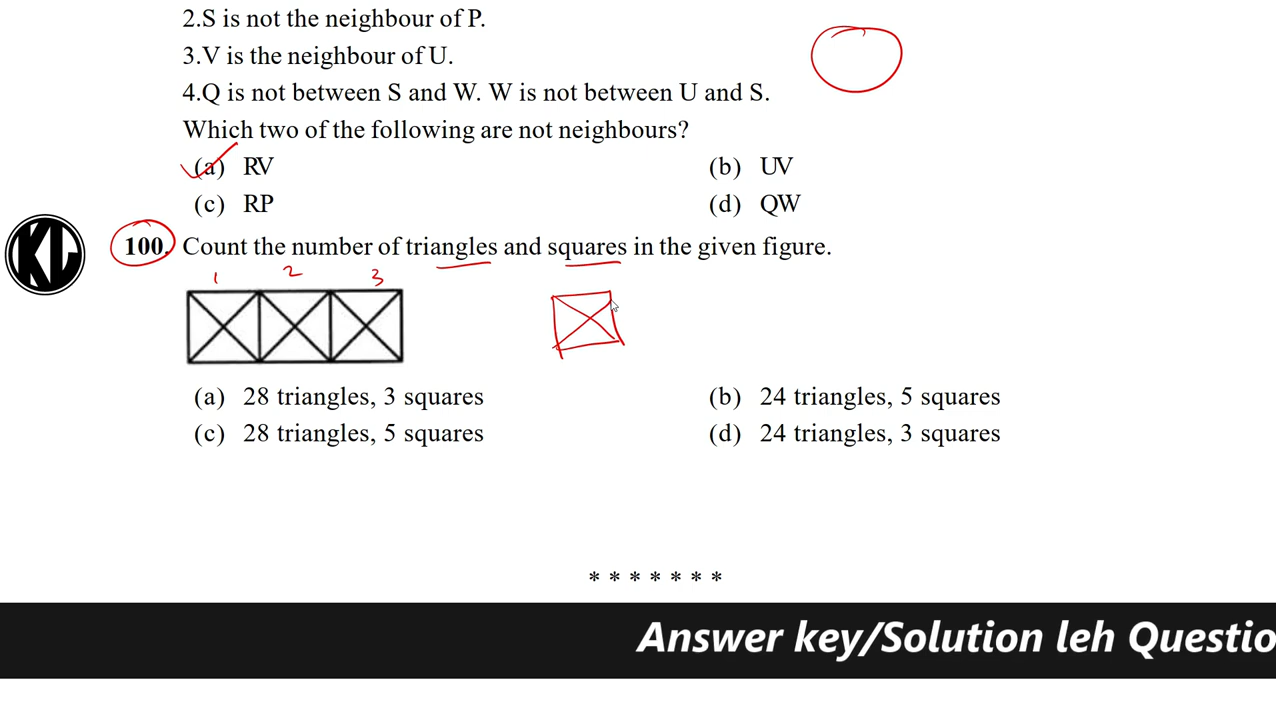 2.S is not the neighbour of P.
3.V is the neighbour of U.
4.Q is not between S and W. W is not between U and S.
Which two of the following are not neighbours?
(a) RV (b) UV
(c) RP (d) QW
KL
100. Count the number of triangles and squares in the given figure.
1 2 3
(a) 28 triangles, 3 squares (b) 24 triangles, 5 squares
(c) 28 triangles, 5 squares (d) 24 triangles, 3 squares
* * * * * * *
Answer key/Solution leh Questio